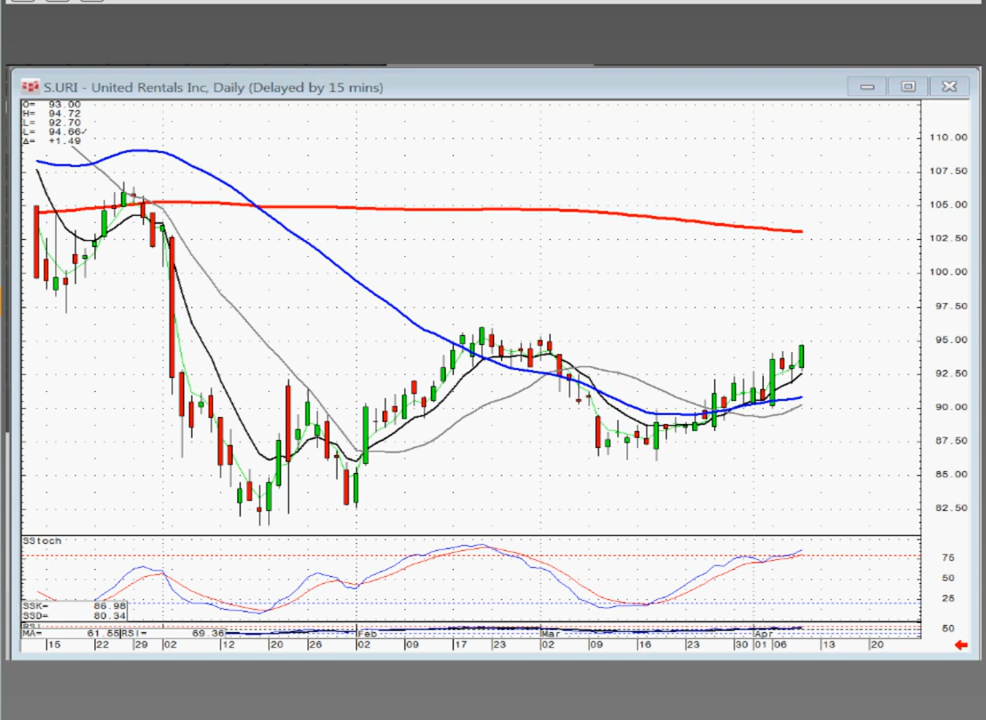 S.URI - United Rentals Inc, Daily (Delayed by 15 mins)
O= 93.00
H= 94.72
L= 92.70
L= 94.66
Δ= +1.49
110.00
107.50
105.00
102.50
100.00
97.50
95.00
92.50
90.00
87.50
85.00
82.50
SStoch
75
50
25
SSK= 86.98
SSD= 80.34
RSI
MA= 61.55 RSI= 69.36
50
Feb Mar Apr
15 22 29 02 12 20 26 02 09 17 23 02 09 16 23 30 01 06 13 20